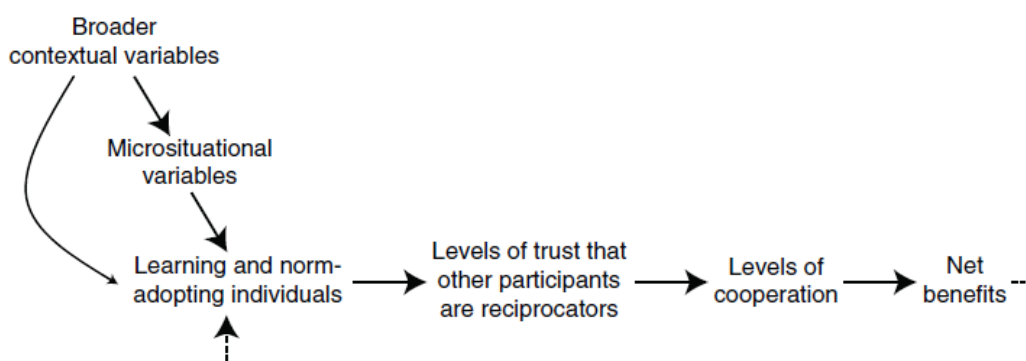 Broader
contextual variables
Microsituational
variables
Learning and norm-
adopting individuals
Levels of trust that
other participants
are reciprocators
Levels of
cooperation
Net
benefits